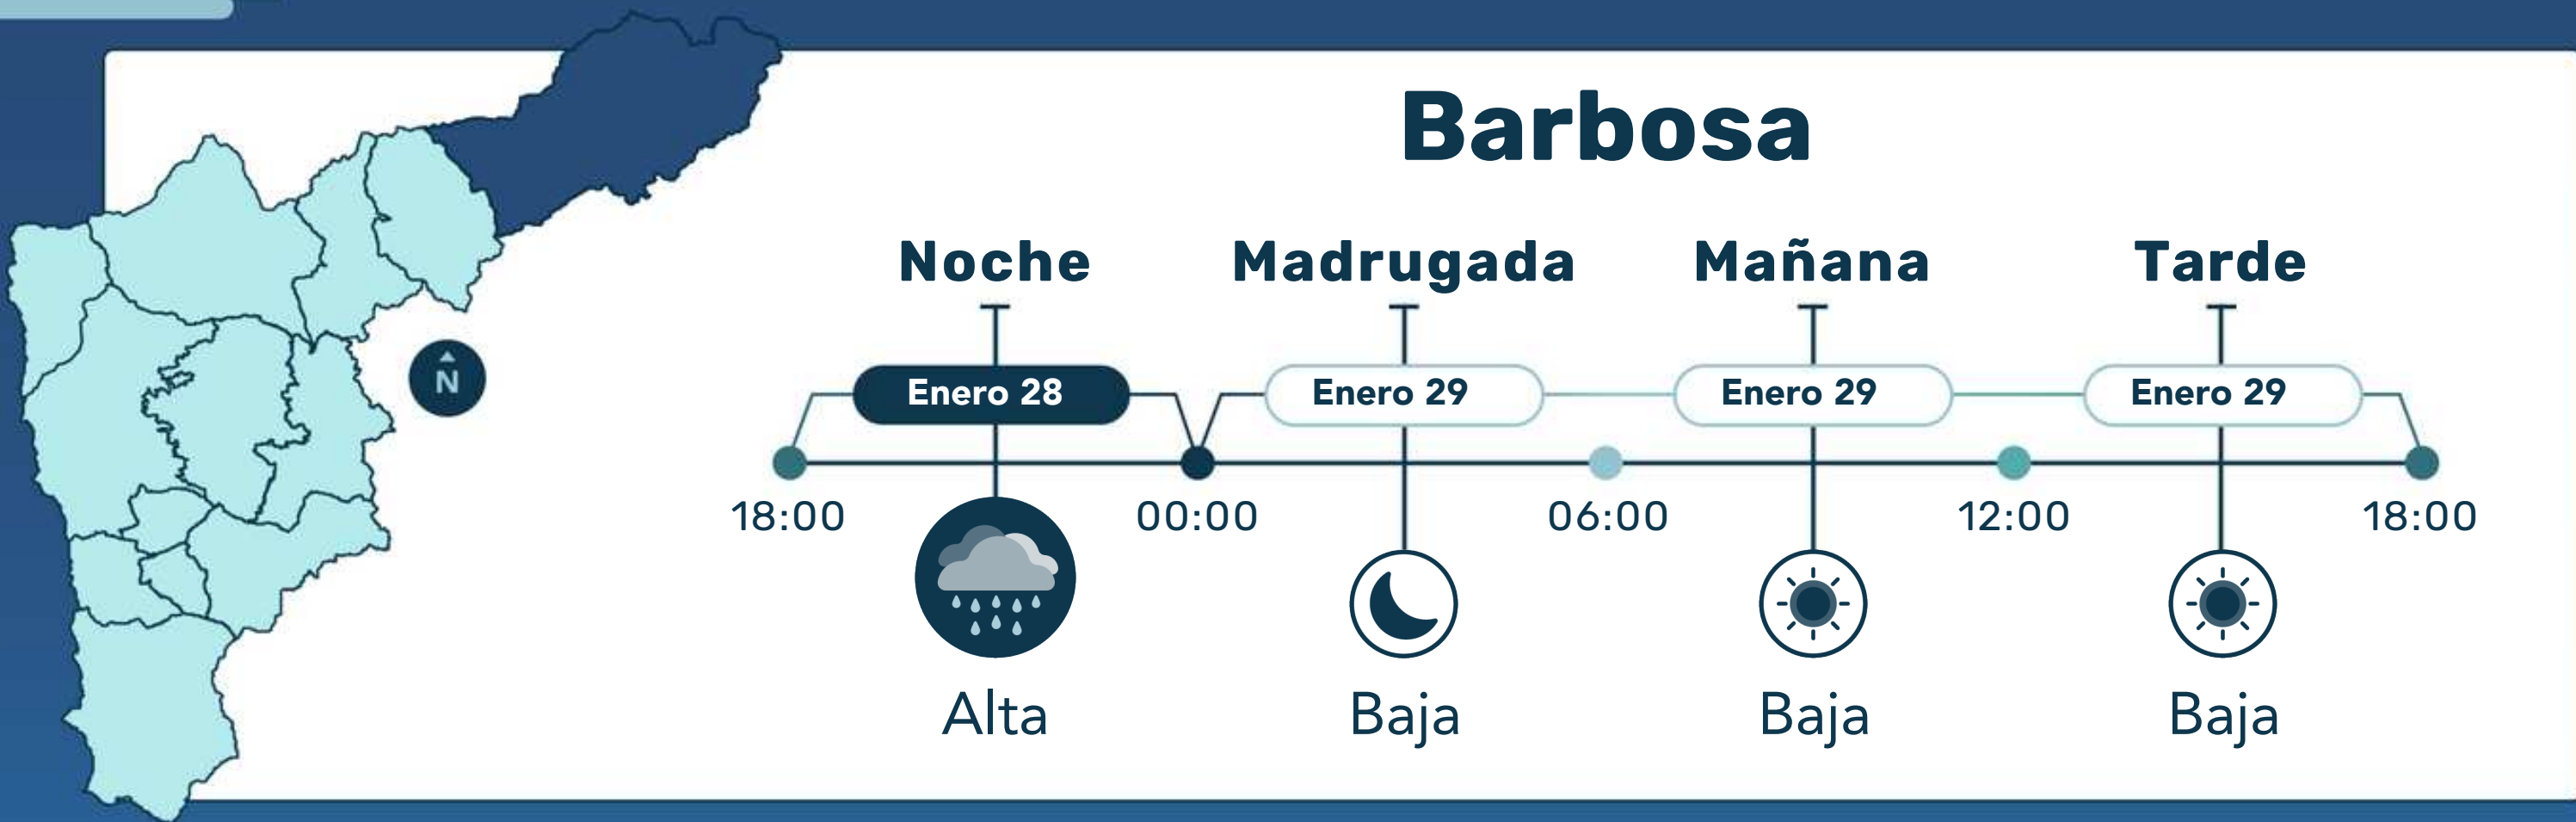 Barbosa
Noche Madrugada Mañana Tarde
N
Enero 28 Enero 29 Enero 29 Enero 29
18:00 00:00 06:00 12:00 18:00
Alta Baja Baja Baja